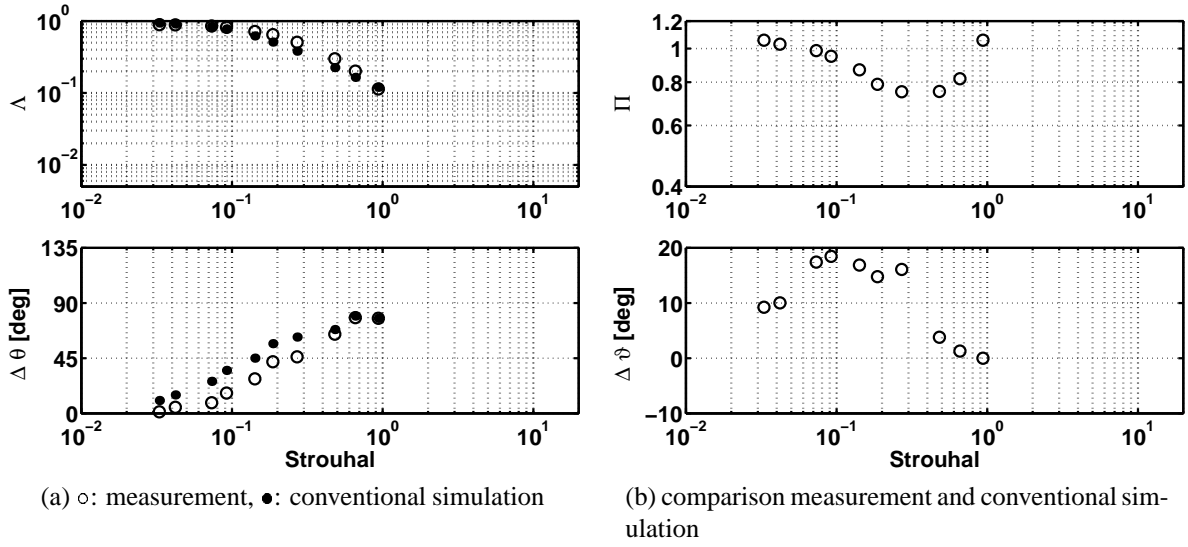 10^0
10^-1
10^-2
Λ
10^-2 10^-1 10^0 10^1
135
90
45
0
Δ θ [deg]
10^-2 10^-1 10^0 10^1
Strouhal
(a) ○: measurement, ●: conventional simulation
1.2
1
0.8
0.6
0.4
Π
10^-2 10^-1 10^0 10^1
20
10
0
−10
Δ ϑ [deg]
10^-2 10^-1 10^0 10^1
Strouhal
(b) comparison measurement and conventional sim-
ulation